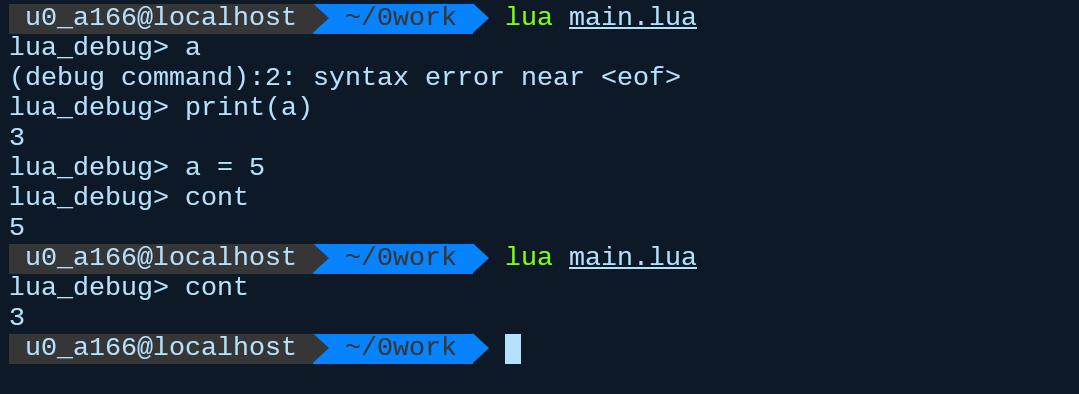 u0_a166@localhost ~/0work lua main.lua
lua_debug> a
(debug command):2: syntax error near <eof>
lua_debug> print(a)
3
lua_debug> a = 5
lua_debug> cont
5
u0_a166@localhost ~/0work lua main.lua
lua_debug> cont
3
u0_a166@localhost ~/0work